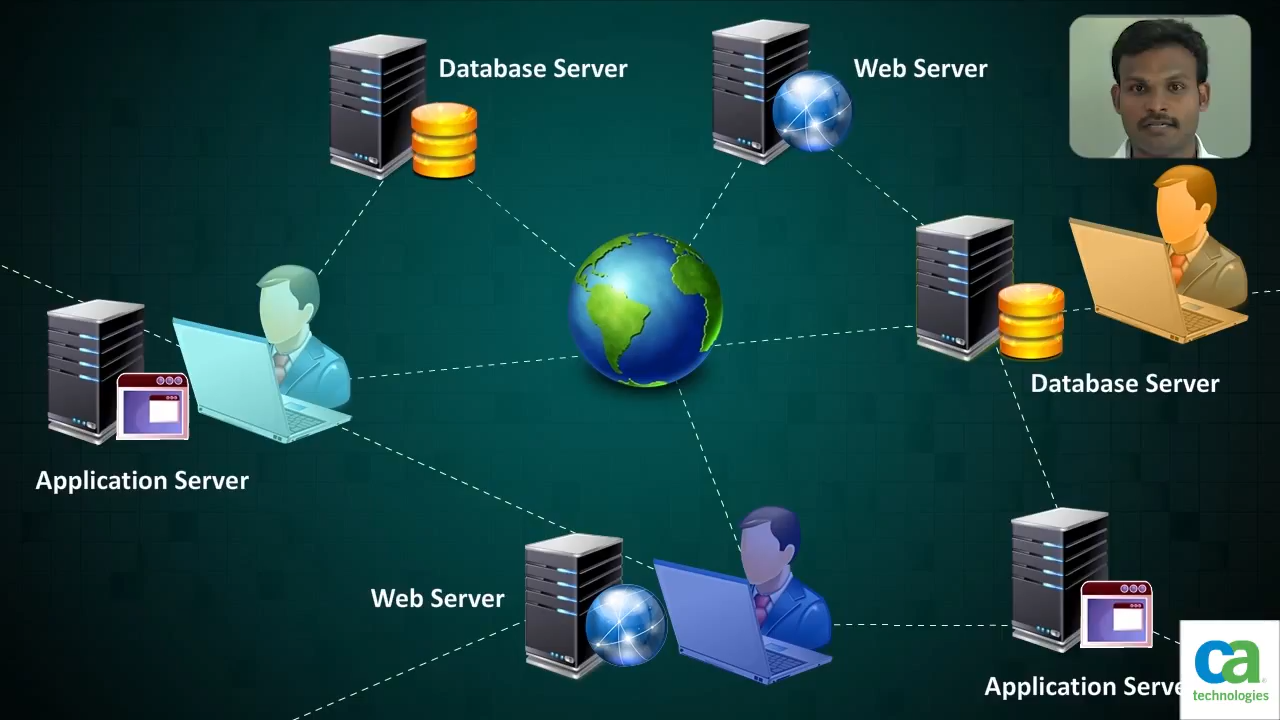 Database Server
Web Server
Database Server
Application Server
Web Server
Application Serve
ca
technologies